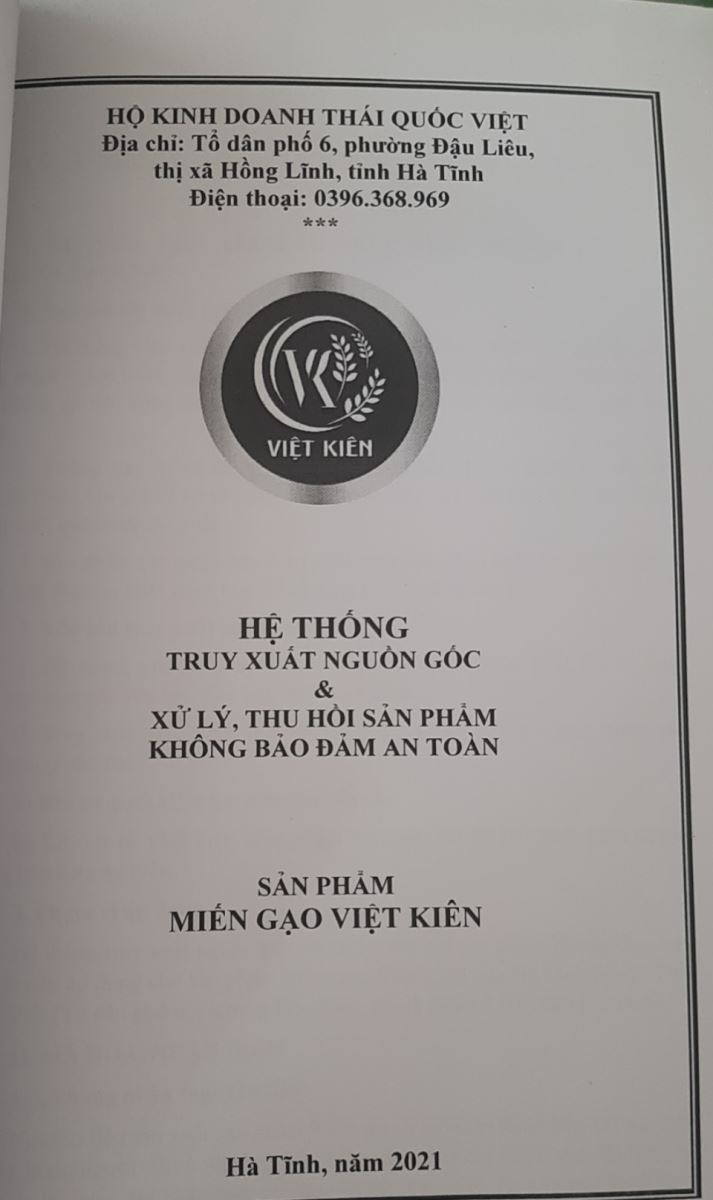 HỘ KINH DOANH THÁI QUỐC VIỆT
Địa chỉ: Tổ dân phố 6, phường Đậu Liêu,
thị xã Hồng Lĩnh, tỉnh Hà Tĩnh
Điện thoại: 0396.368.969
***
VK
VIỆT KIÊN
HỆ THỐNG
TRUY XUẤT NGUỒN GỐC
&
XỬ LÝ, THU HỒI SẢN PHẨM
KHÔNG BẢO ĐẢM AN TOÀN
SẢN PHẨM
MIẾN GẠO VIỆT KIÊN
Hà Tĩnh, năm 2021